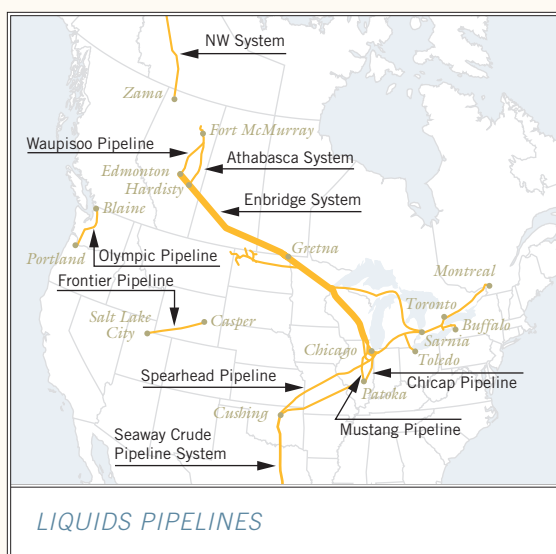 NW System
Zama
Fort McMurray
Waupisoo Pipeline
Athabasca System
Edmonton
Hardisty
Enbridge System
Blaine
Gretna
Portland
Olympic Pipeline
Montreal
Frontier Pipeline
Toronto
Salt Lake
City
Casper
Buffalo
Sarnia
Chicago
Toledo
Spearhead Pipeline
Chicap Pipeline
Patoka
Cushing
Mustang Pipeline
Seaway Crude
Pipeline System
LIQUIDS PIPELINES